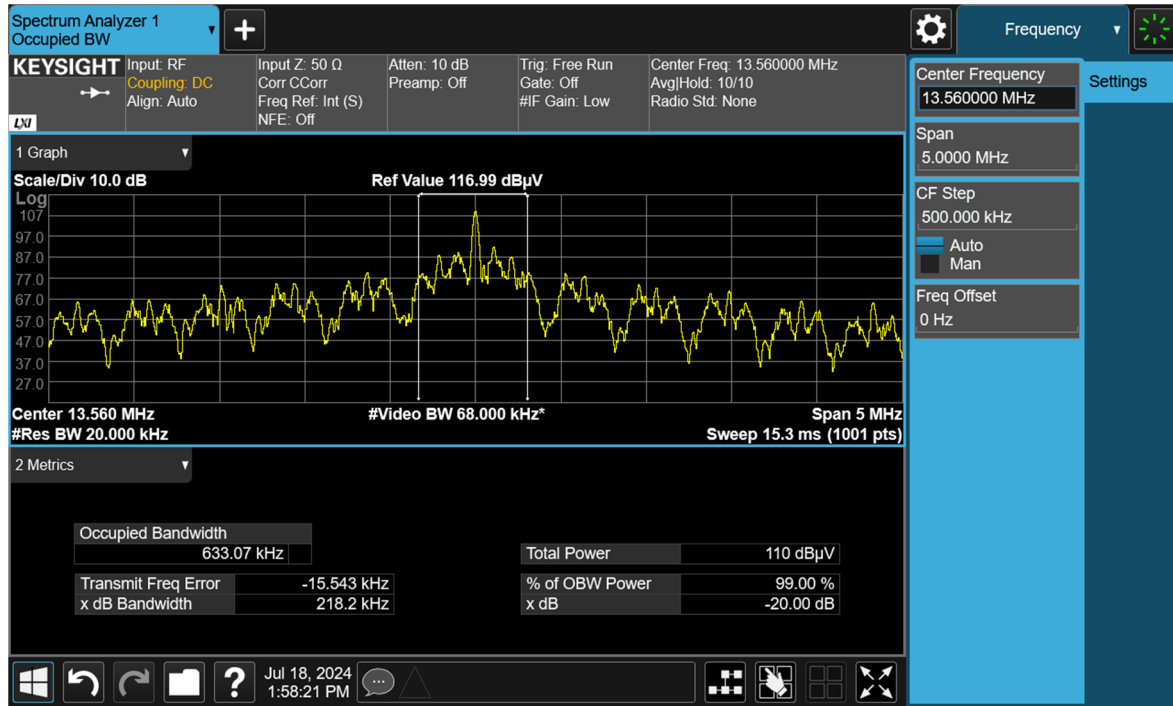 Spectrum Analyzer 1
Occupied BW
Frequency
KEYSIGHT
LXI
Input: RF
Coupling: DC
Align: Auto
Input Z: 50 Ω
Corr CCorr
Freq Ref: Int (S)
NFE: Off
Atten: 10 dB
Preamp: Off
Trig: Free Run
Gate: Off
#IF Gain: Low
Center Freq: 13.560000 MHz
Avg|Hold: 10/10
Radio Std: None
Center Frequency
13.560000 MHz
Settings
Span
5.0000 MHz
CF Step
500.000 kHz
Auto
Man
Freq Offset
0 Hz
1 Graph
Scale/Div 10.0 dB
Ref Value 116.99 dBµV
Log
107
97.0
87.0
77.0
67.0
57.0
47.0
37.0
27.0
Center 13.560 MHz
#Video BW 68.000 kHz*
Span 5 MHz
#Res BW 20.000 kHz
Sweep 15.3 ms (1001 pts)
2 Metrics
Occupied Bandwidth
633.07 kHz
Total Power 110 dBµV
Transmit Freq Error -15.543 kHz
% of OBW Power 99.00 %
x dB Bandwidth 218.2 kHz
x dB -20.00 dB
Jul 18, 2024
1:58:21 PM